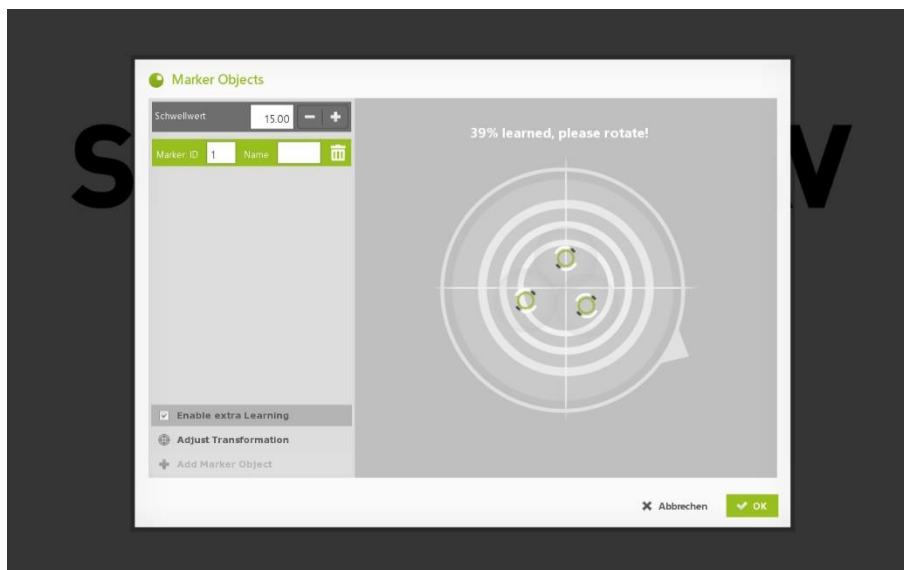 Marker Objects
Schwellwert 15.00
39% learned, please rotate!
Marker ID 1 Name
Enable extra Learning
Adjust Transformation
Add Marker Object
Abbrechen OK